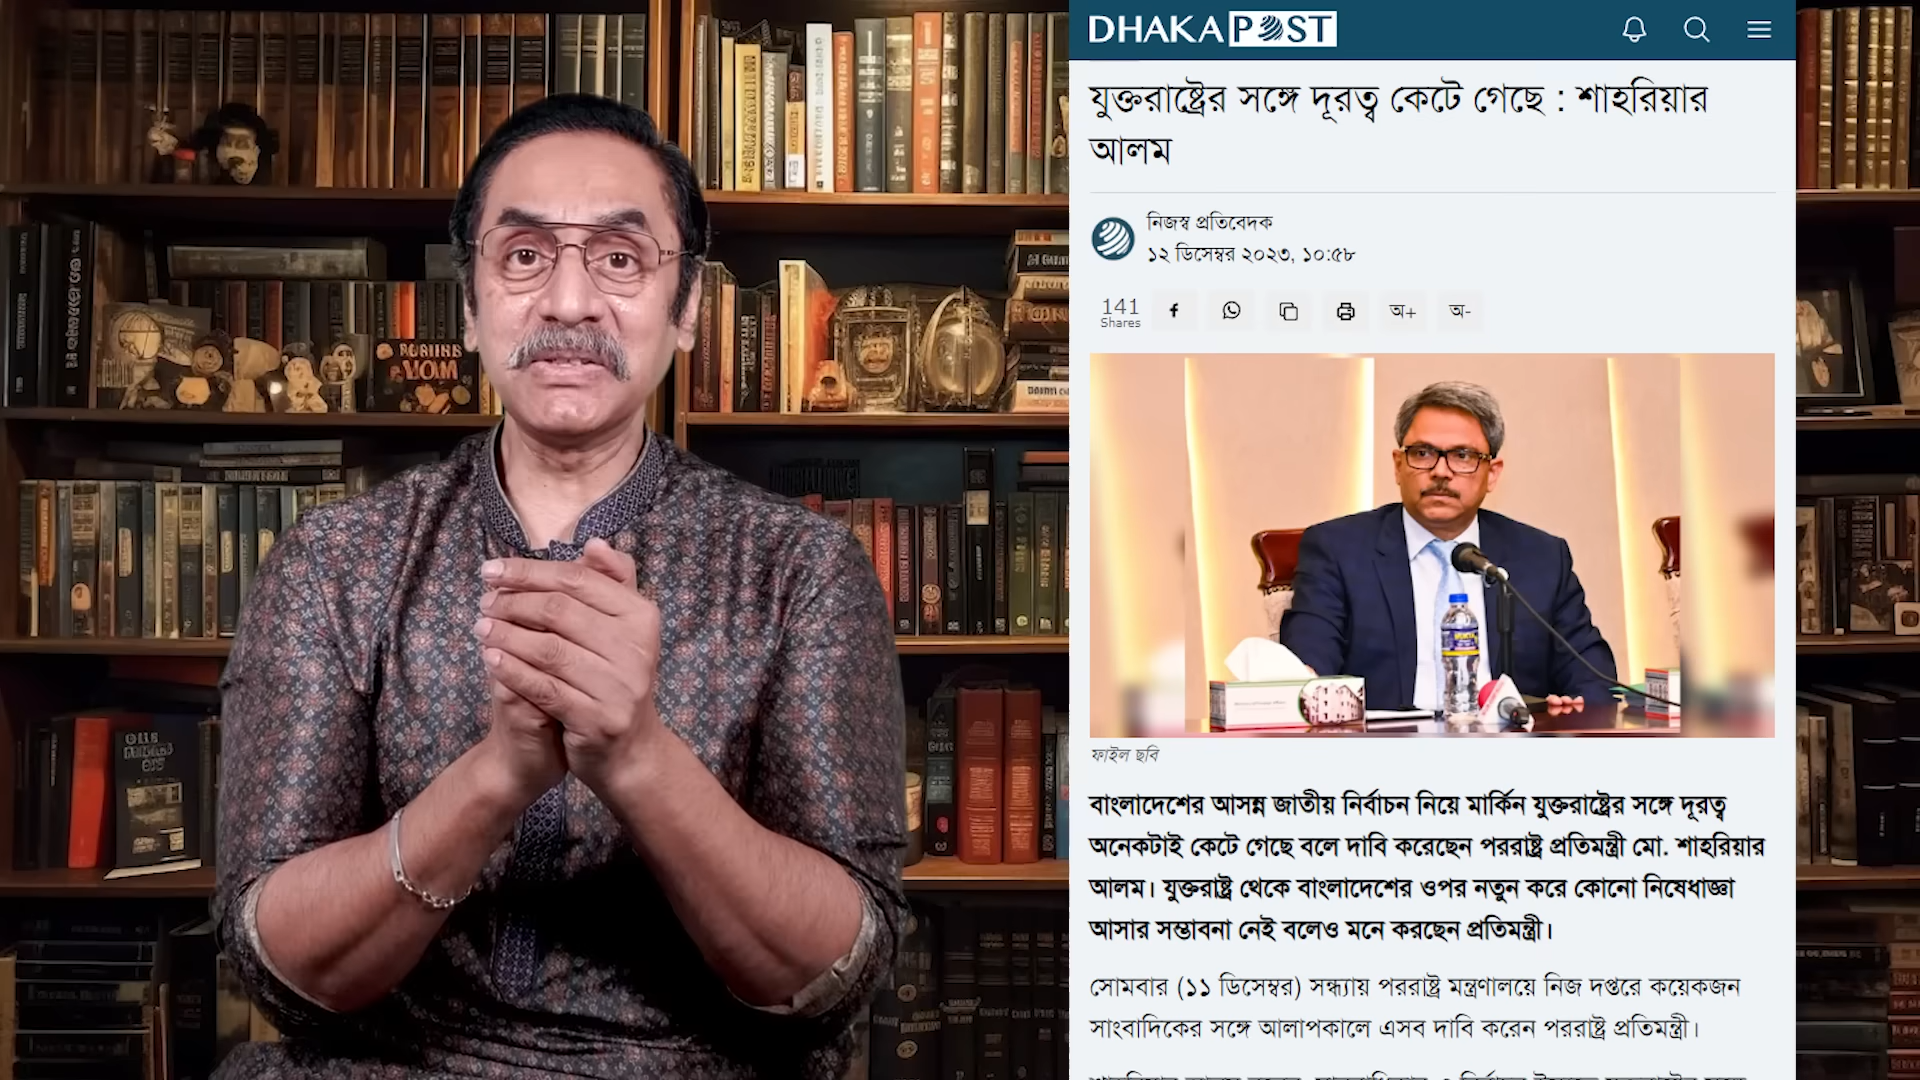 DHAKA POST
যুক্তরাষ্ট্রের সঙ্গে দূরত্ব কেটে গেছে : শাহরিয়ার
আলম
নিজস্ব প্রতিবেদক
১২ ডিসেম্বর ২০২৩, ১০:৫৮
141
Shares
অ+ অ-
ফাইল ছবি
বাংলাদেশের আসন্ন জাতীয় নির্বাচন নিয়ে মার্কিন যুক্তরাষ্ট্রের সঙ্গে দূরত্ব
অনেকটাই কেটে গেছে বলে দাবি করেছেন পররাষ্ট্র প্রতিমন্ত্রী মো. শাহরিয়ার
আলম। যুক্তরাষ্ট্র থেকে বাংলাদেশের ওপর নতুন করে কোনো নিষেধাজ্ঞা
আসার সম্ভাবনা নেই বলেও মনে করছেন প্রতিমন্ত্রী।
সোমবার (১১ ডিসেম্বর) সন্ধ্যায় পররাষ্ট্র মন্ত্রণালয়ে নিজ দপ্তরে কয়েকজন
সাংবাদিকের সঙ্গে আলাপকালে এসব দাবি করেন পররাষ্ট্র প্রতিমন্ত্রী।